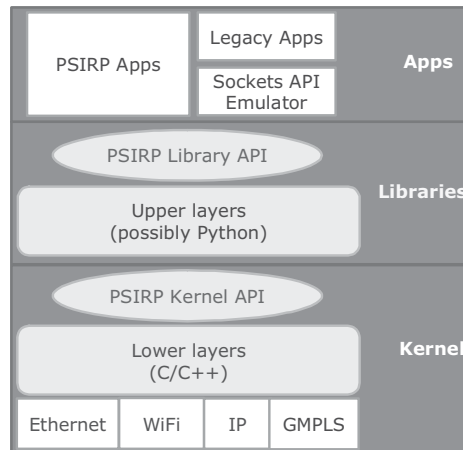 PSIRP Apps
Legacy Apps
Sockets API
Emulator
Apps
PSIRP Library API
Upper layers
(possibly Python)
Libraries
PSIRP Kernel API
Lower layers
(C/C++)
Kernel
Ethernet
WiFi
IP
GMPLS